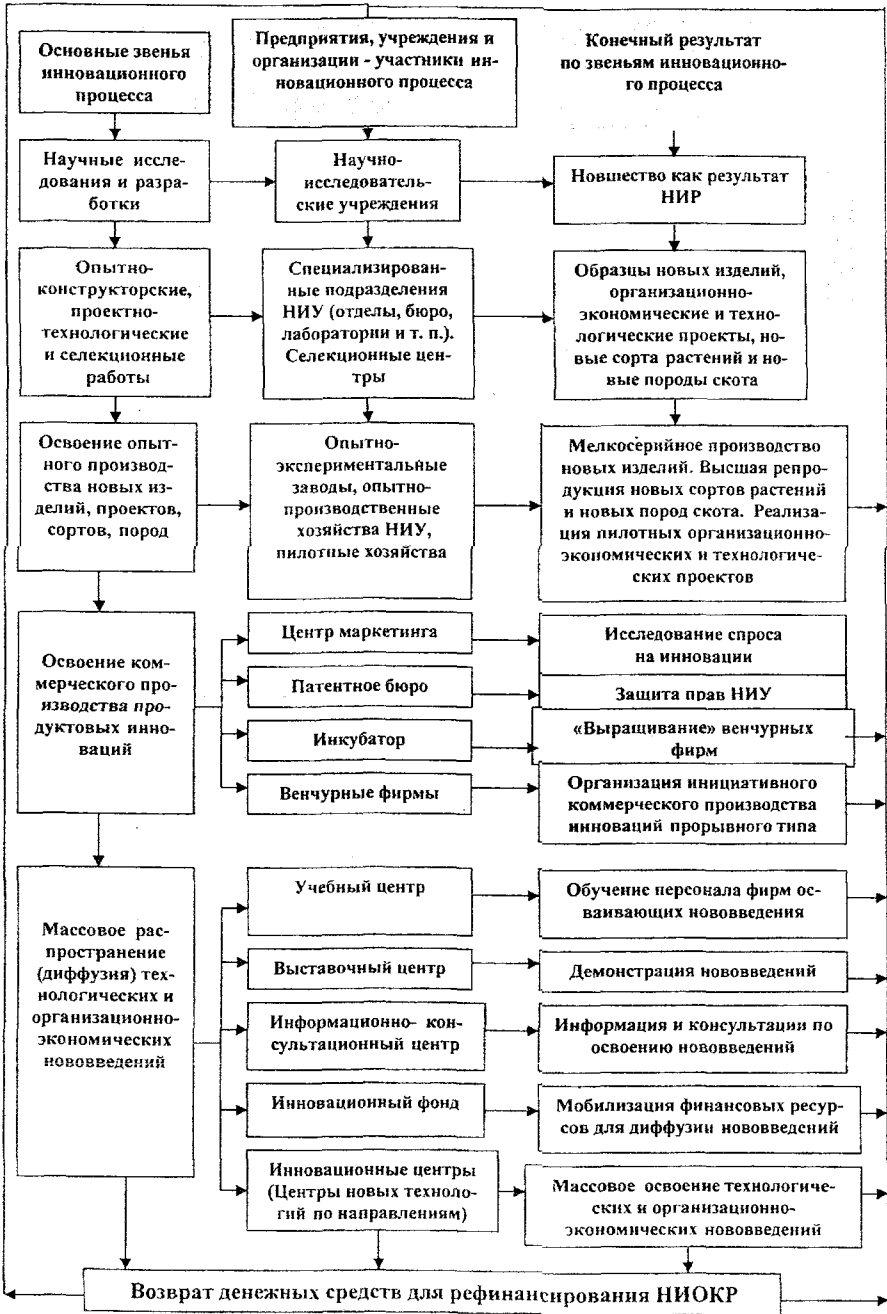 Основные звенья
инновационного
процесса
Предприятия, учреждения и
организации - участники ин-
новационного процесса
Конечный результат
по звеньям инновационно-
го процесса
Научные иссле-
дования и разра-
ботки
Научно-
исследователь-
ские учреждения
Новшество как результат
НИР
Опытно-
конструкторские,
проектно-
технологические
и селекционные
работы
Специализирован-
ные подразделения
НИУ (отделы, бюро,
лаборатории и т. п.).
Селекционные цен-
тры
Образцы новых изделий,
организационно-
экономические и тех-
нологические проекты, но-
вые сорта растений и но-
вые породы скота
Освоение опыт-
ного производ-
ства новых из-
делий, проектов,
сортов, пород
Опытно-
экспериментальные
заводы, опытно-
производственные
хозяйства НИУ,
пилотные хозяйства
Мелкосерийное производство
новых изделий. Высшая репро-
дукция новых сортов растений
и новых пород скота. Реализа-
ция пилотных организационно-
экономических и технологиче-
ских проектов
Освоение ком-
мерческого про-
изводства про-
дуктовых инно-
ваций
Центр маркетинга
Исследование спроса
на инновации
Патентное бюро
Защита прав НИУ
Инкубатор
«Выращивание» венчурных
фирм
Венчурные фирмы
Организация инициативного
коммерческого производства
инноваций прорывного типа
Массовое рас-
пространение
(диффузия) тех-
нологических и
организационно-
экономических
нововведений
Учебный центр
Обучение персонала фирм ос-
ваивающих нововведения
Выставочный центр
Демонстрация нововведений
Информационно– кон-
сультационный центр
Информация и консультации по
освоению нововведений
Инновационный фонд
Мобилизация финансовых ресур-
сов для диффузии нововведений
Инновационные центры
(Центры новых техноло-
гий по направлениям)
Массовое освоение технологиче-
ских и организационно-
экономических нововведений
Возврат денежных средств для рефинансирования НИОКР